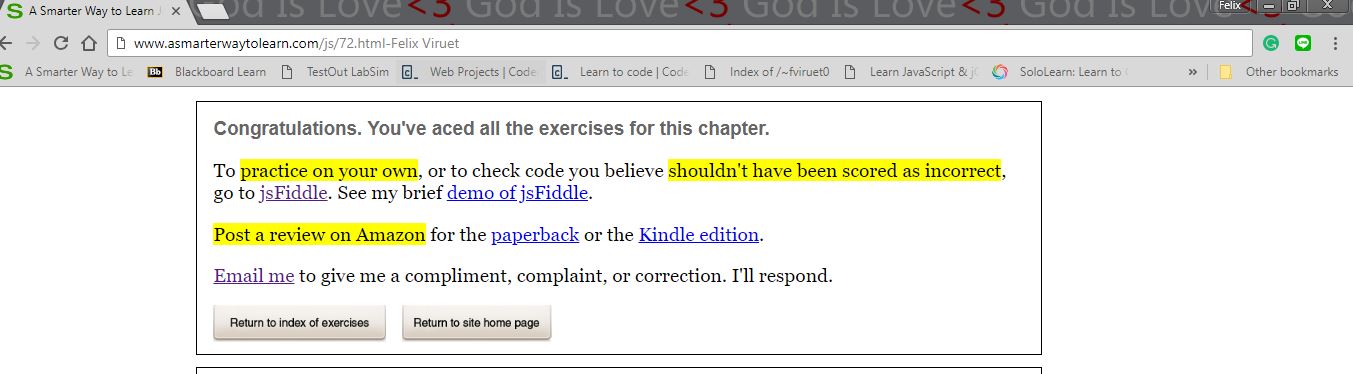 God Is Love<3 God Is Love<3 God Is Love<3 God Is Love<3 Go
A Smarter Way to Learn J
Felix
www.asmarterwaytolearn.com/js/72.html-Felix Viruet
A Smarter Way to Le Blackboard Learn TestOut LabSim Web Projects | Code Learn to code | Code Index of /~fviruet0 Learn JavaScript & jC SoloLearn: Learn to C » Other bookmarks
Congratulations. You've aced all the exercises for this chapter.
To practice on your own, or to check code you believe shouldn't have been scored as incorrect,
go to jsFiddle. See my brief demo of jsFiddle.
Post a review on Amazon for the paperback or the Kindle edition.
Email me to give me a compliment, complaint, or correction. I'll respond.
Return to index of exercises Return to site home page